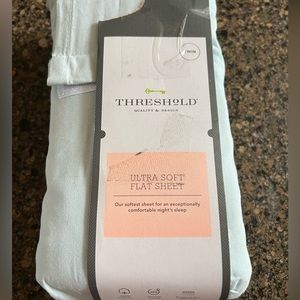 TWIN
THRESHOLD
QUALITY & DESIGN
ULTRA SOFT
FLAT SHEET
Our softest sheet for an exceptionally
comfortable night's sleep